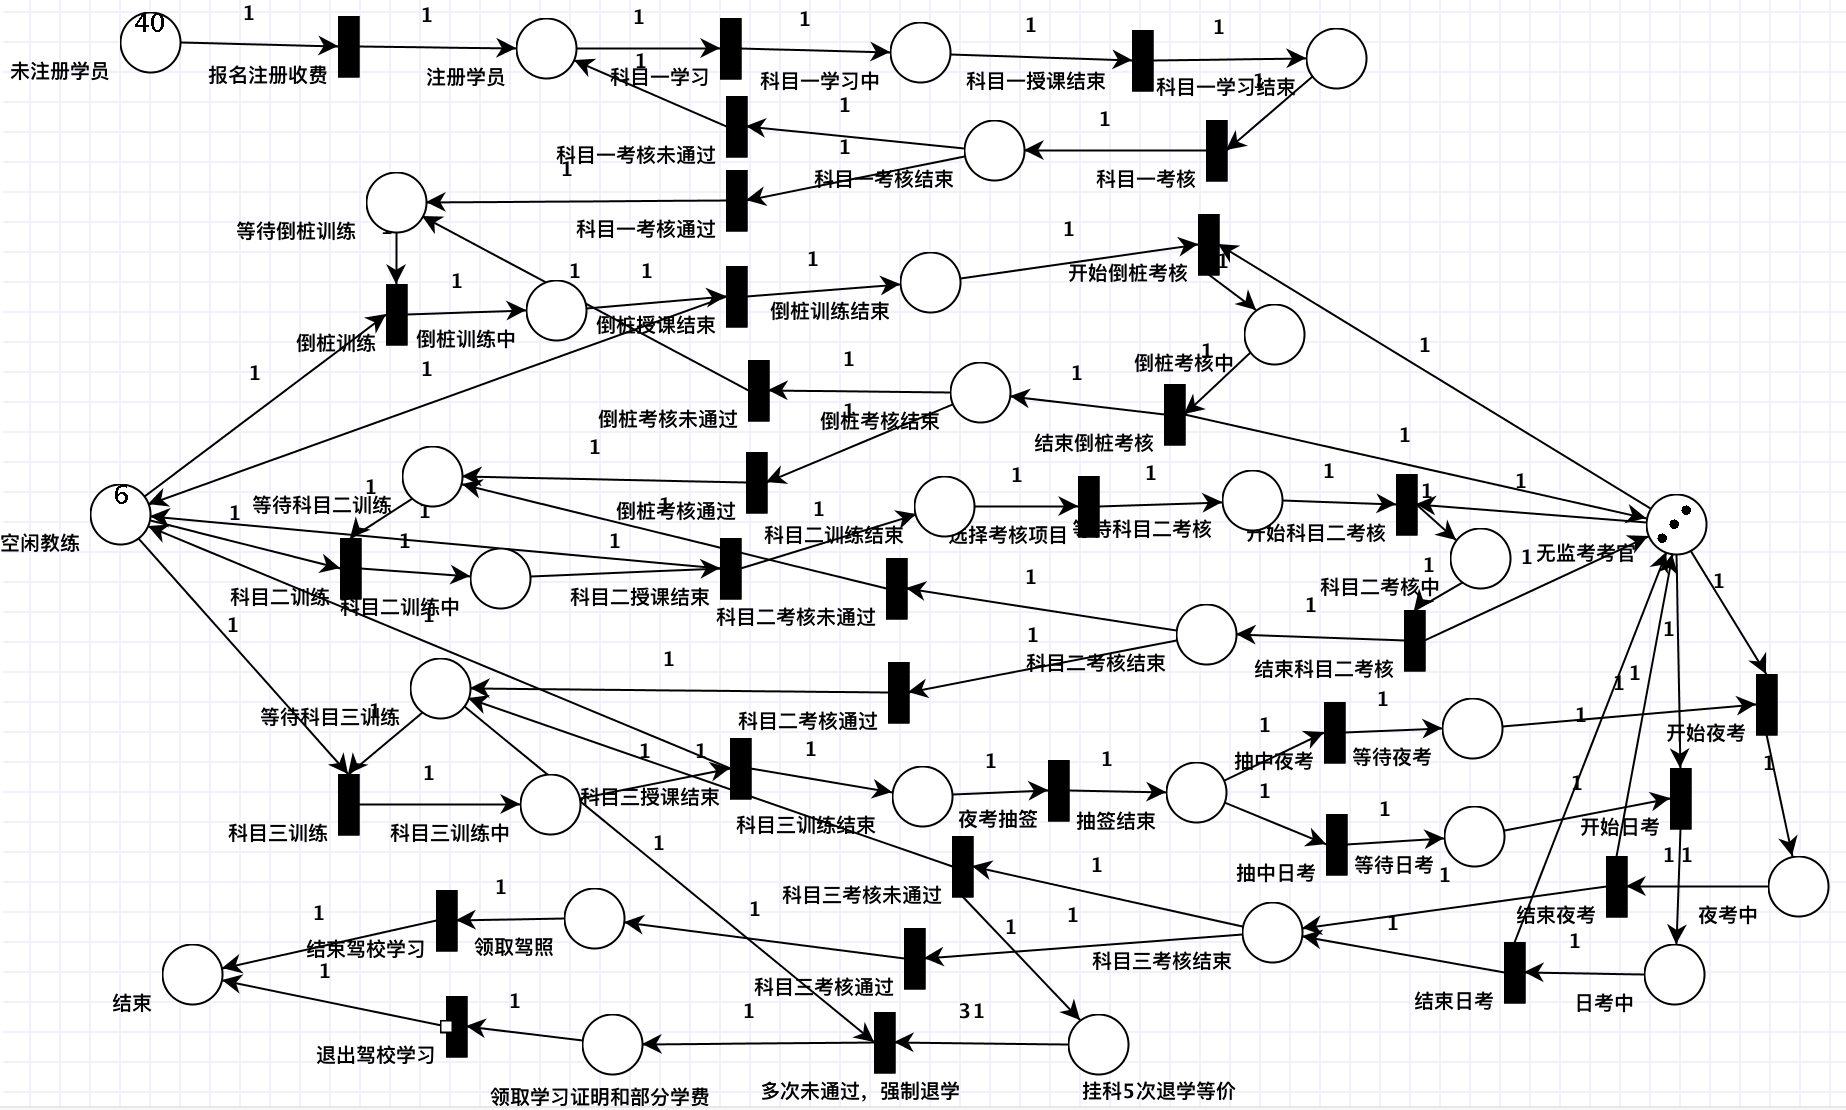 40
1
1
1
1
1
1
未注册学员
报名注册收费
注册学员
科目一学习
1
科目一学习中
科目一授课结束
科目一学习结束
1
1
1
科目一考核未通过
1
科目一考核结束
科目一考核
1
等待倒桩训练
科目一考核通过
1
1
1
1
1
开始倒桩考核
1
倒桩训练
倒桩训练中
倒桩授课结束
倒桩训练结束
1
1
1
1
1
倒桩考核中
1
倒桩考核未通过
1
倒桩考核结束
结束倒桩考核
1
1
6
空闲教练
等待科目二训练
1
1
1
倒桩考核通过
1
1
科目二训练结束
1
选择考核项目
1
等待科目二考核
1
开始科目二考核
1
1
无监考考官
1
1
科目二训练
科目二训练中
1
科目二授课结束
科目二考核未通过
1
科目二考核中
1
1
1
1
1
科目二考核结束
结束科目二考核
1
1
1
等待科目三训练
1
科目二考核通过
1
1
1
科目三训练
科目三训练中
1
科目三授课结束
1
1
科目三训练结束
1
夜考抽签
1
抽签结束
1
抽中夜考
1
等待夜考
1
开始夜考
1
1
抽中日考
1
等待日考
1
开始日考
1
1
1
科目三考核未通过
1
1
结束夜考
夜考中
1
1
结束驾校学习
领取驾照
1
1
1
科目三考核结束
1
1
结束
1
科目三考核通过
结束日考
日考中
1
1
31
退出驾校学习
领取学习证明和部分学费
多次未通过，强制退学
挂科5次退学等价